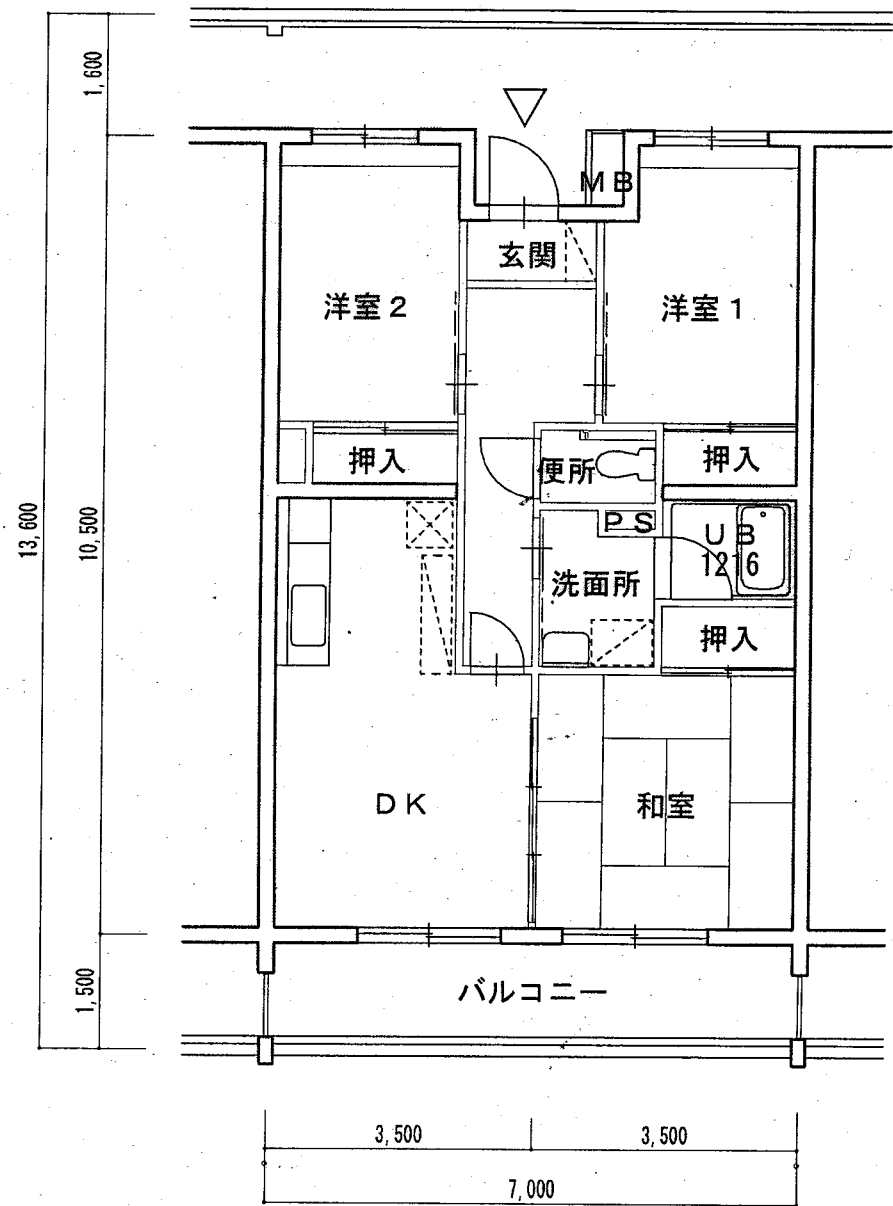 1,600
MB
玄関
洋室2
洋室1
押入
便所
押入
PS
UB
1216
洗面所
押入
13,600
10,500
DK
和室
1,500
バルコニー
3,500
3,500
7,000